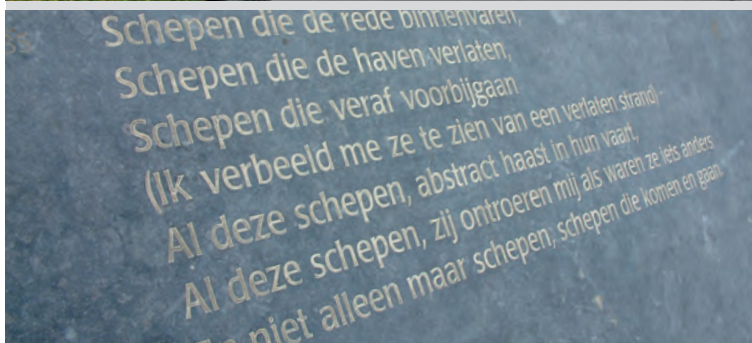 Schepen die de rede binnenvaren,
Schepen die de haven verlaten,
Schepen die veraf voorbijgaan
(Ik verbeeld me ze te zien van een verlaten strand) -
Al deze schepen, abstract haast in hun vaart,
Al deze schepen, zij ontroeren mij als waren ze iets anders
niet alleen maar schepen, schepen die komen en gaan.